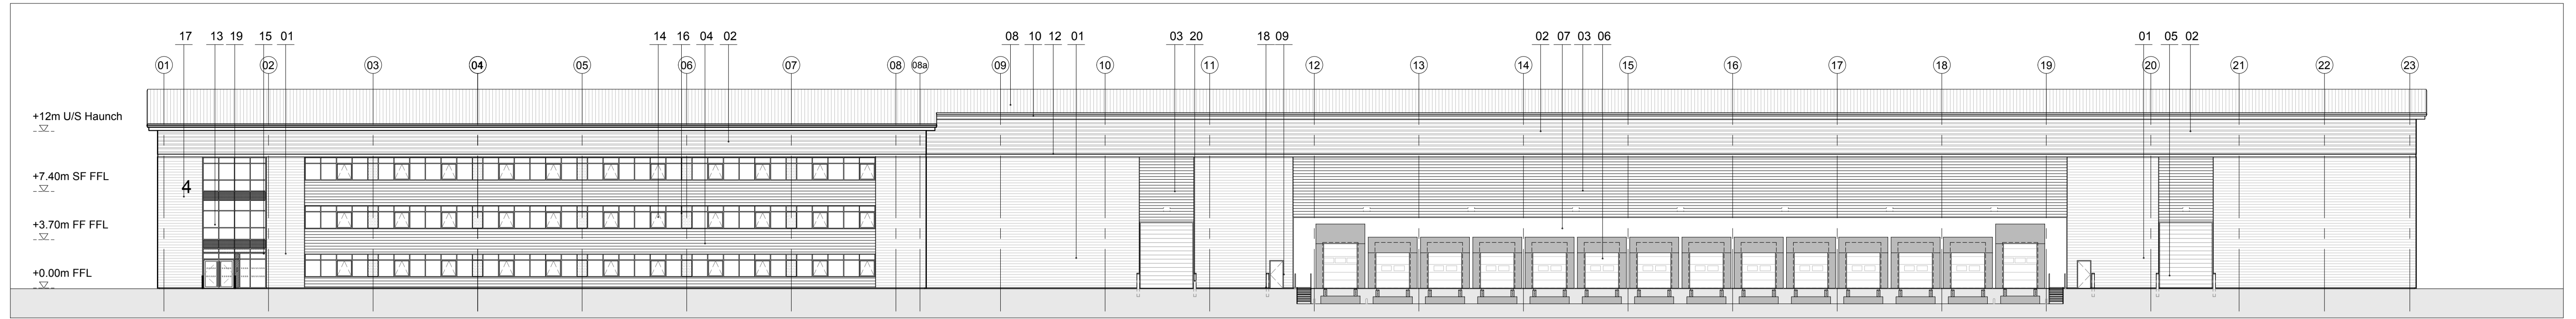 17 13 19 15 01 14 16 04 02 08 10 12 01 03 20 18 09 02 07 03 06 01 05 02
01 02 03 04 05 06 07 08 08a 09 10 11 12 13 14 15 16 17 18 19 20 21 22 23
+12m U/S Haunch
+7.40m SF FFL
4
+3.70m FF FFL
+0.00m FFL